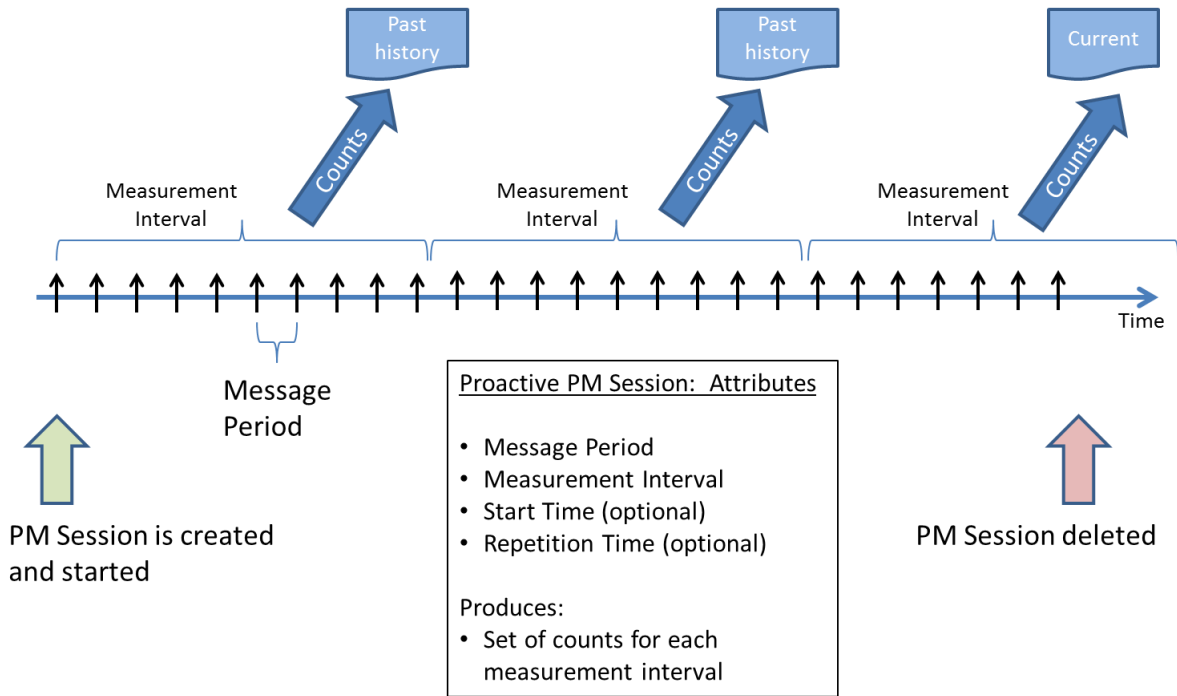 Past
history
Past
history
Current
Counts
Counts
Counts
Measurement
Interval
Measurement
Interval
Measurement
Interval
Time
Message
Period
Proactive PM Session:  Attributes
• Message Period
• Measurement Interval
• Start Time (optional)
• Repetition Time (optional)
Produces:
• Set of counts for each
measurement interval
PM Session is created
and started
PM Session deleted